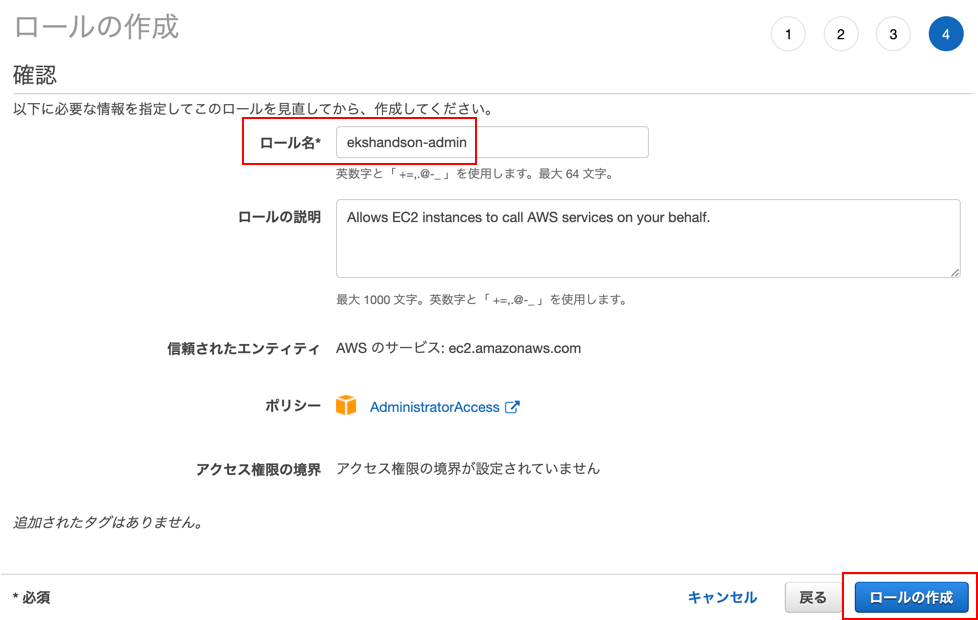 ロールの作成
1 2 3 4
確認
以下に必要な情報を指定してこのロールを見直してから、作成してください。
ロール名* ekshandson-admin
英数字と「 +=,.@-_ 」を使用します。最大 64 文字。
ロールの説明 Allows EC2 instances to call AWS services on your behalf.
最大 1000 文字。英数字と「 +=,.@-_ 」を使用します。
信頼されたエンティティ AWS のサービス: ec2.amazonaws.com
ポリシー AdministratorAccess
アクセス権限の境界 アクセス権限の境界が設定されていません
追加されたタグはありません。
* 必須 キャンセル 戻る ロールの作成